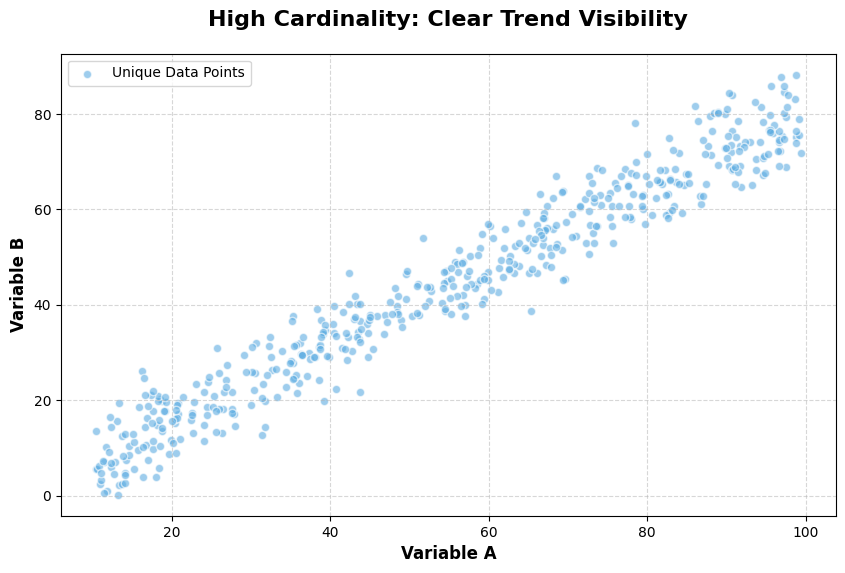 High Cardinality: Clear Trend Visibility
Unique Data Points
Variable B
80
60
40
20
0
20 40 60 80 100
Variable A